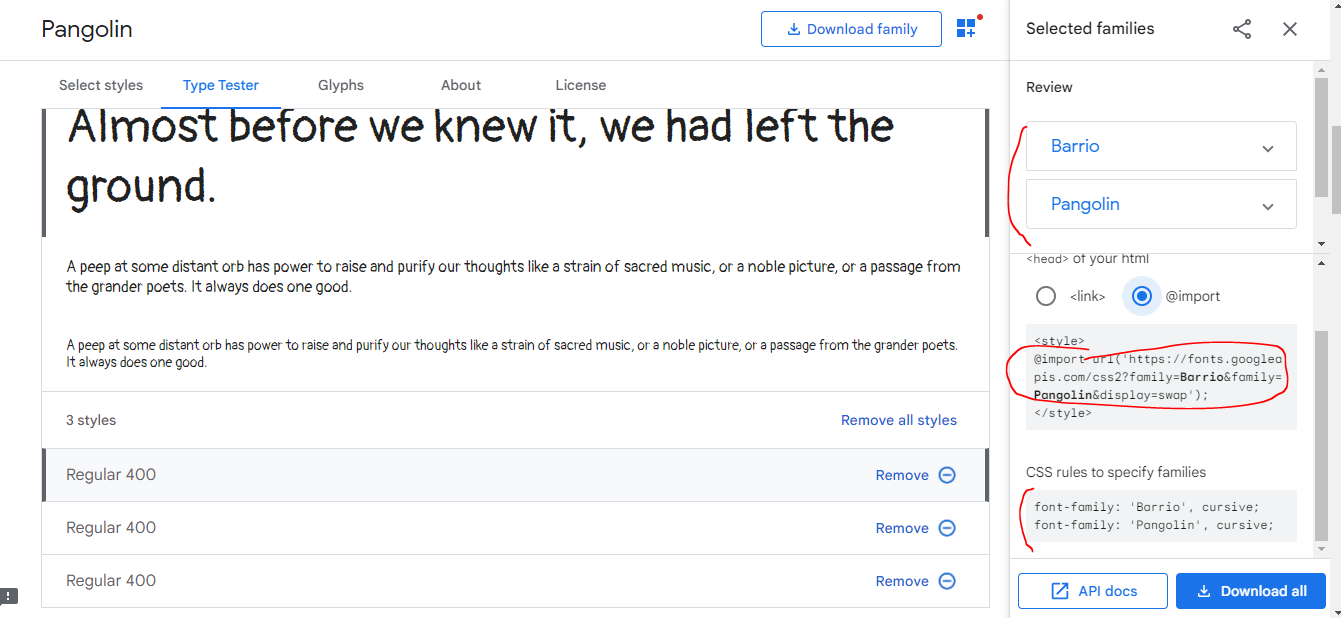 Pangolin
Download family
Select styles
Type Tester
Glyphs
About
License
Almost before we knew it, we had left the
ground.
A peep at some distant orb has power to raise and purify our thoughts like a strain of sacred music, or a noble picture, or a passage from
the grander poets. It always does one good.
A peep at some distant orb has power to raise and purify our thoughts like a strain of sacred music, or a noble picture, or a passage from the grander poets.
It always does one good.
3 styles
Remove all styles
Regular 400
Remove
Regular 400
Remove
Regular 400
Remove
Selected families
Review
Barrio
Pangolin
<head> of your html
<link>
@import
<style>
@import url('https://fonts.googlea
pis.com/css2?family=Barrio&family=
Pangolin&display=swap');
</style>
CSS rules to specify families
font-family: 'Barrio', cursive;
font-family: 'Pangolin', cursive;
API docs
Download all